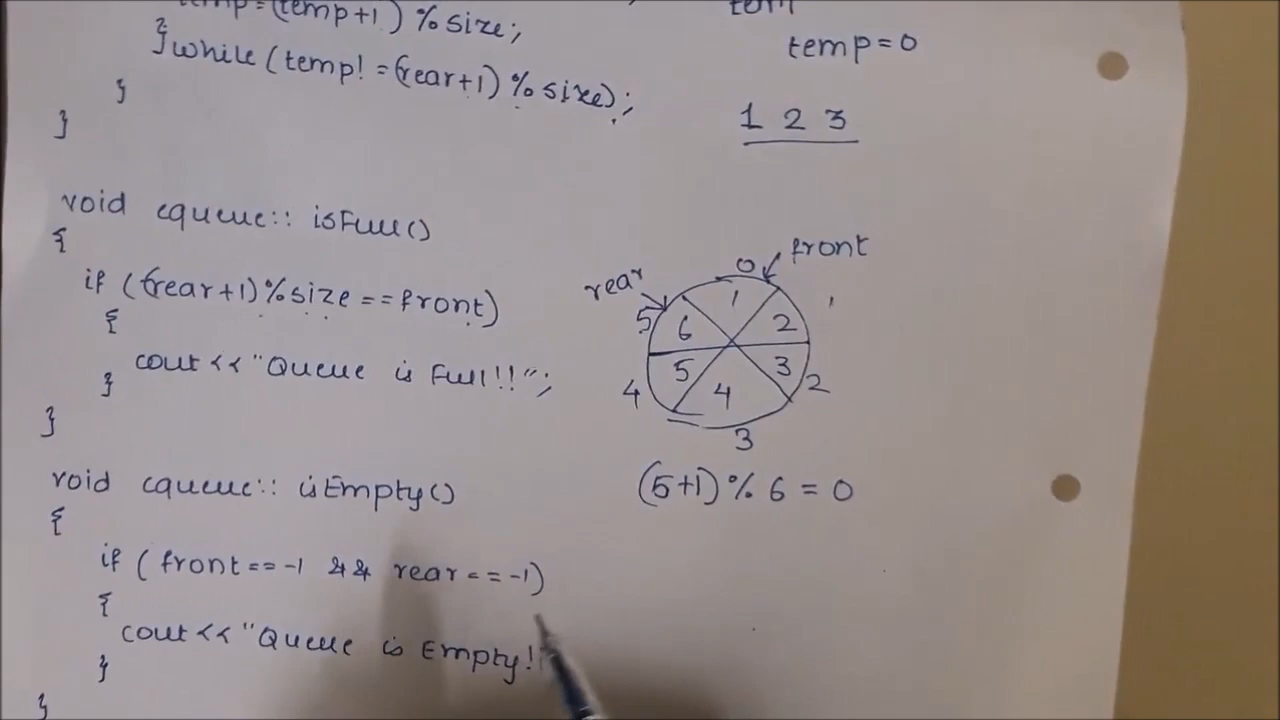 temp=(temp+1)%size;
}while(temp!=(rear+1)%size);
}
}
void cqueue::isFull()
{
if((rear+1)%size==front)
{
cout<<"Queue is Full!!";
}
}
void cqueue::isEmpty()
{
if(front==-1 && rear==-1)
{
cout<<"Queue is Empty!
}
}
temp=0
1 2 3
front
rear
0
1
5
6
2
5
3
4
4
2
3
(5+1)%6=0